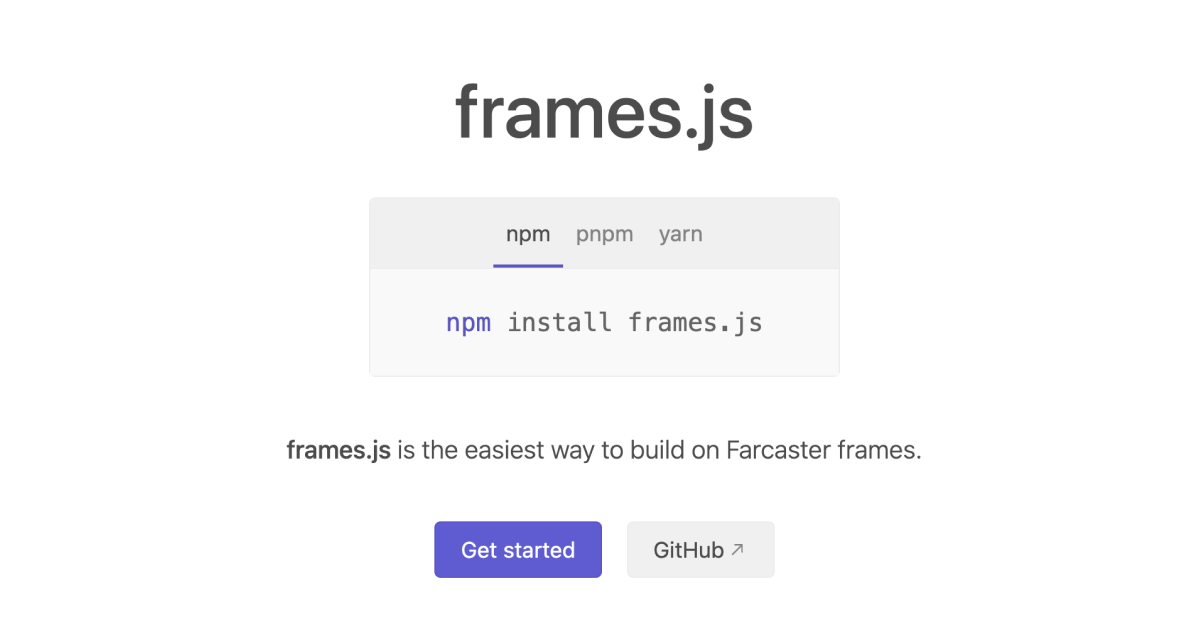 frames.js
npm pnpm yarn
npm install frames.js
frames.js is the easiest way to build on Farcaster frames.
Get started GitHub ↗